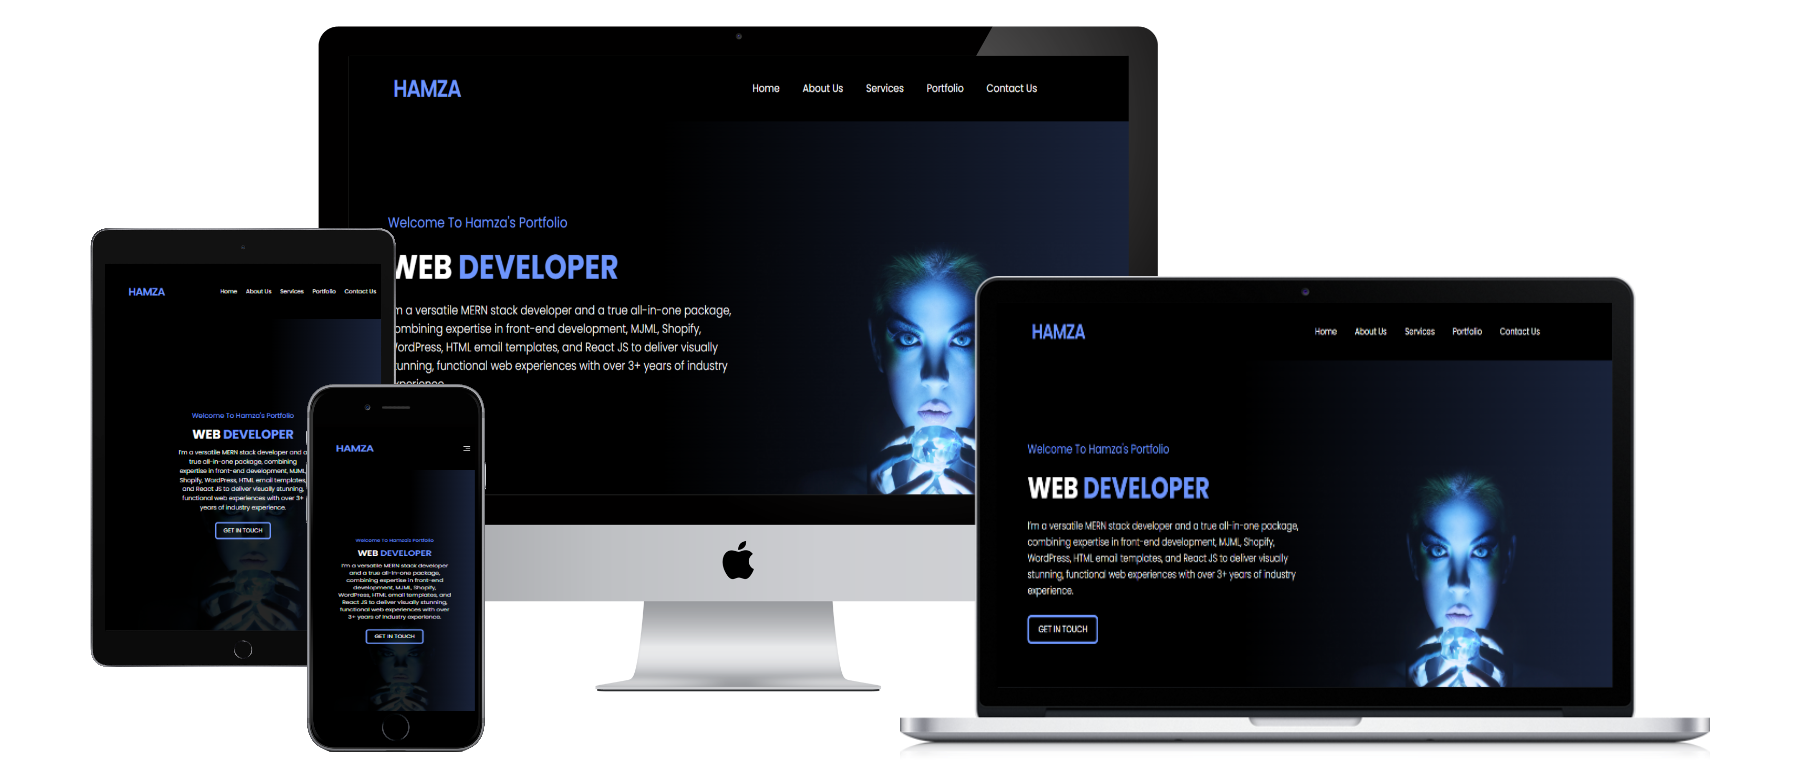 HAMZA
Home About Us Services Portfolio Contact Us
Welcome To Hamza's Portfolio
WEB DEVELOPER
m a versatile MERN stack developer and a true all-in-one package,
ombining expertise in front-end development, MJML, Shopify,
WordPress, HTML email templates, and React JS to deliver visually
tunning, functional web experiences with over 3+ years of industry
experience
HAMZA
Home About Us Services Portfolio Contact Us
Welcome To Hamza's Portfolio
WEB DEVELOPER
I'm a versatile MERN stack developer and a
true all-in-one package, combining
expertise in front-end development, MJML,
Shopify, WordPress, HTML email templates,
and React JS to deliver visually stunning,
functional web experiences with over 3+
years of industry experience.
GET IN TOUCH
HAMZA
Welcome To Hamza's Portfolio
WEB DEVELOPER
I'm a versatile MERN stack developer
and a true all-in-one package,
combining expertise in front-end
development, MJML, Shopify,
WordPress, HTML email templates, and
React JS to deliver visually stunning,
functional web experiences with over
3+ years of industry experience.
GET IN TOUCH
HAMZA
Home About Us Services Portfolio Contact Us
Welcome To Hamza's Portfolio
WEB DEVELOPER
I'm a versatile MERN stack developer and a true all-in-one package,
combining expertise in front-end development, MJML, Shopify,
WordPress, HTML email templates, and React JS to deliver visually
stunning, functional web experiences with over 3+ years of industry
experience.
GET IN TOUCH